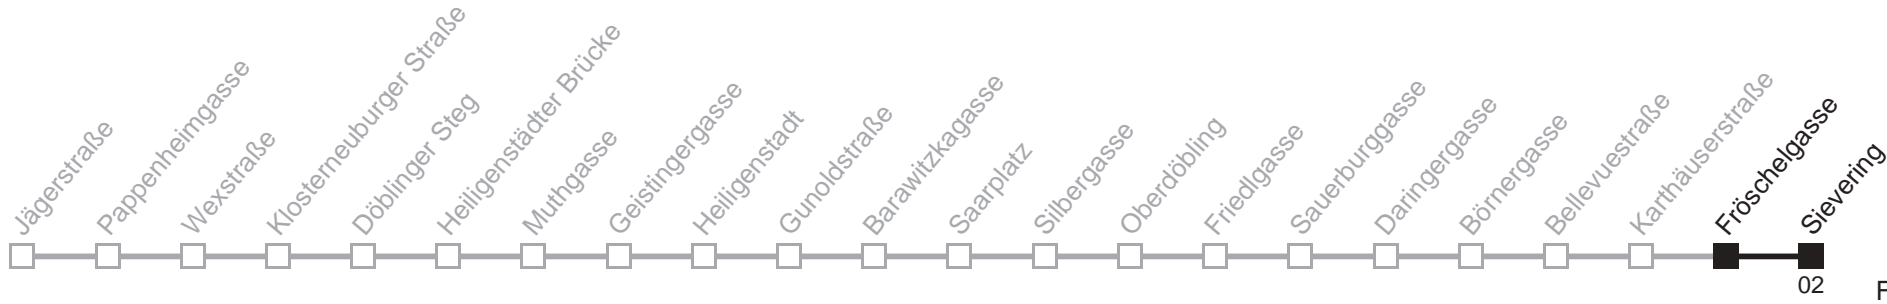 Jägerstraße
Pappenheimgasse
Wexstraße
Klosterneuburger Straße
Döblinger Steg
Heiligenstädter Brücke
Muthgasse
Geistingergasse
Heiligenstadt
Gunoldstraße
Barawitzkagasse
Saarplatz
Silbergasse
Oberdöbling
Friedlgasse
Sauerburggasse
Daringergasse
Börnergasse
Bellevuestraße
Karthäuserstraße
Fröschelgasse
Sievering
02
F